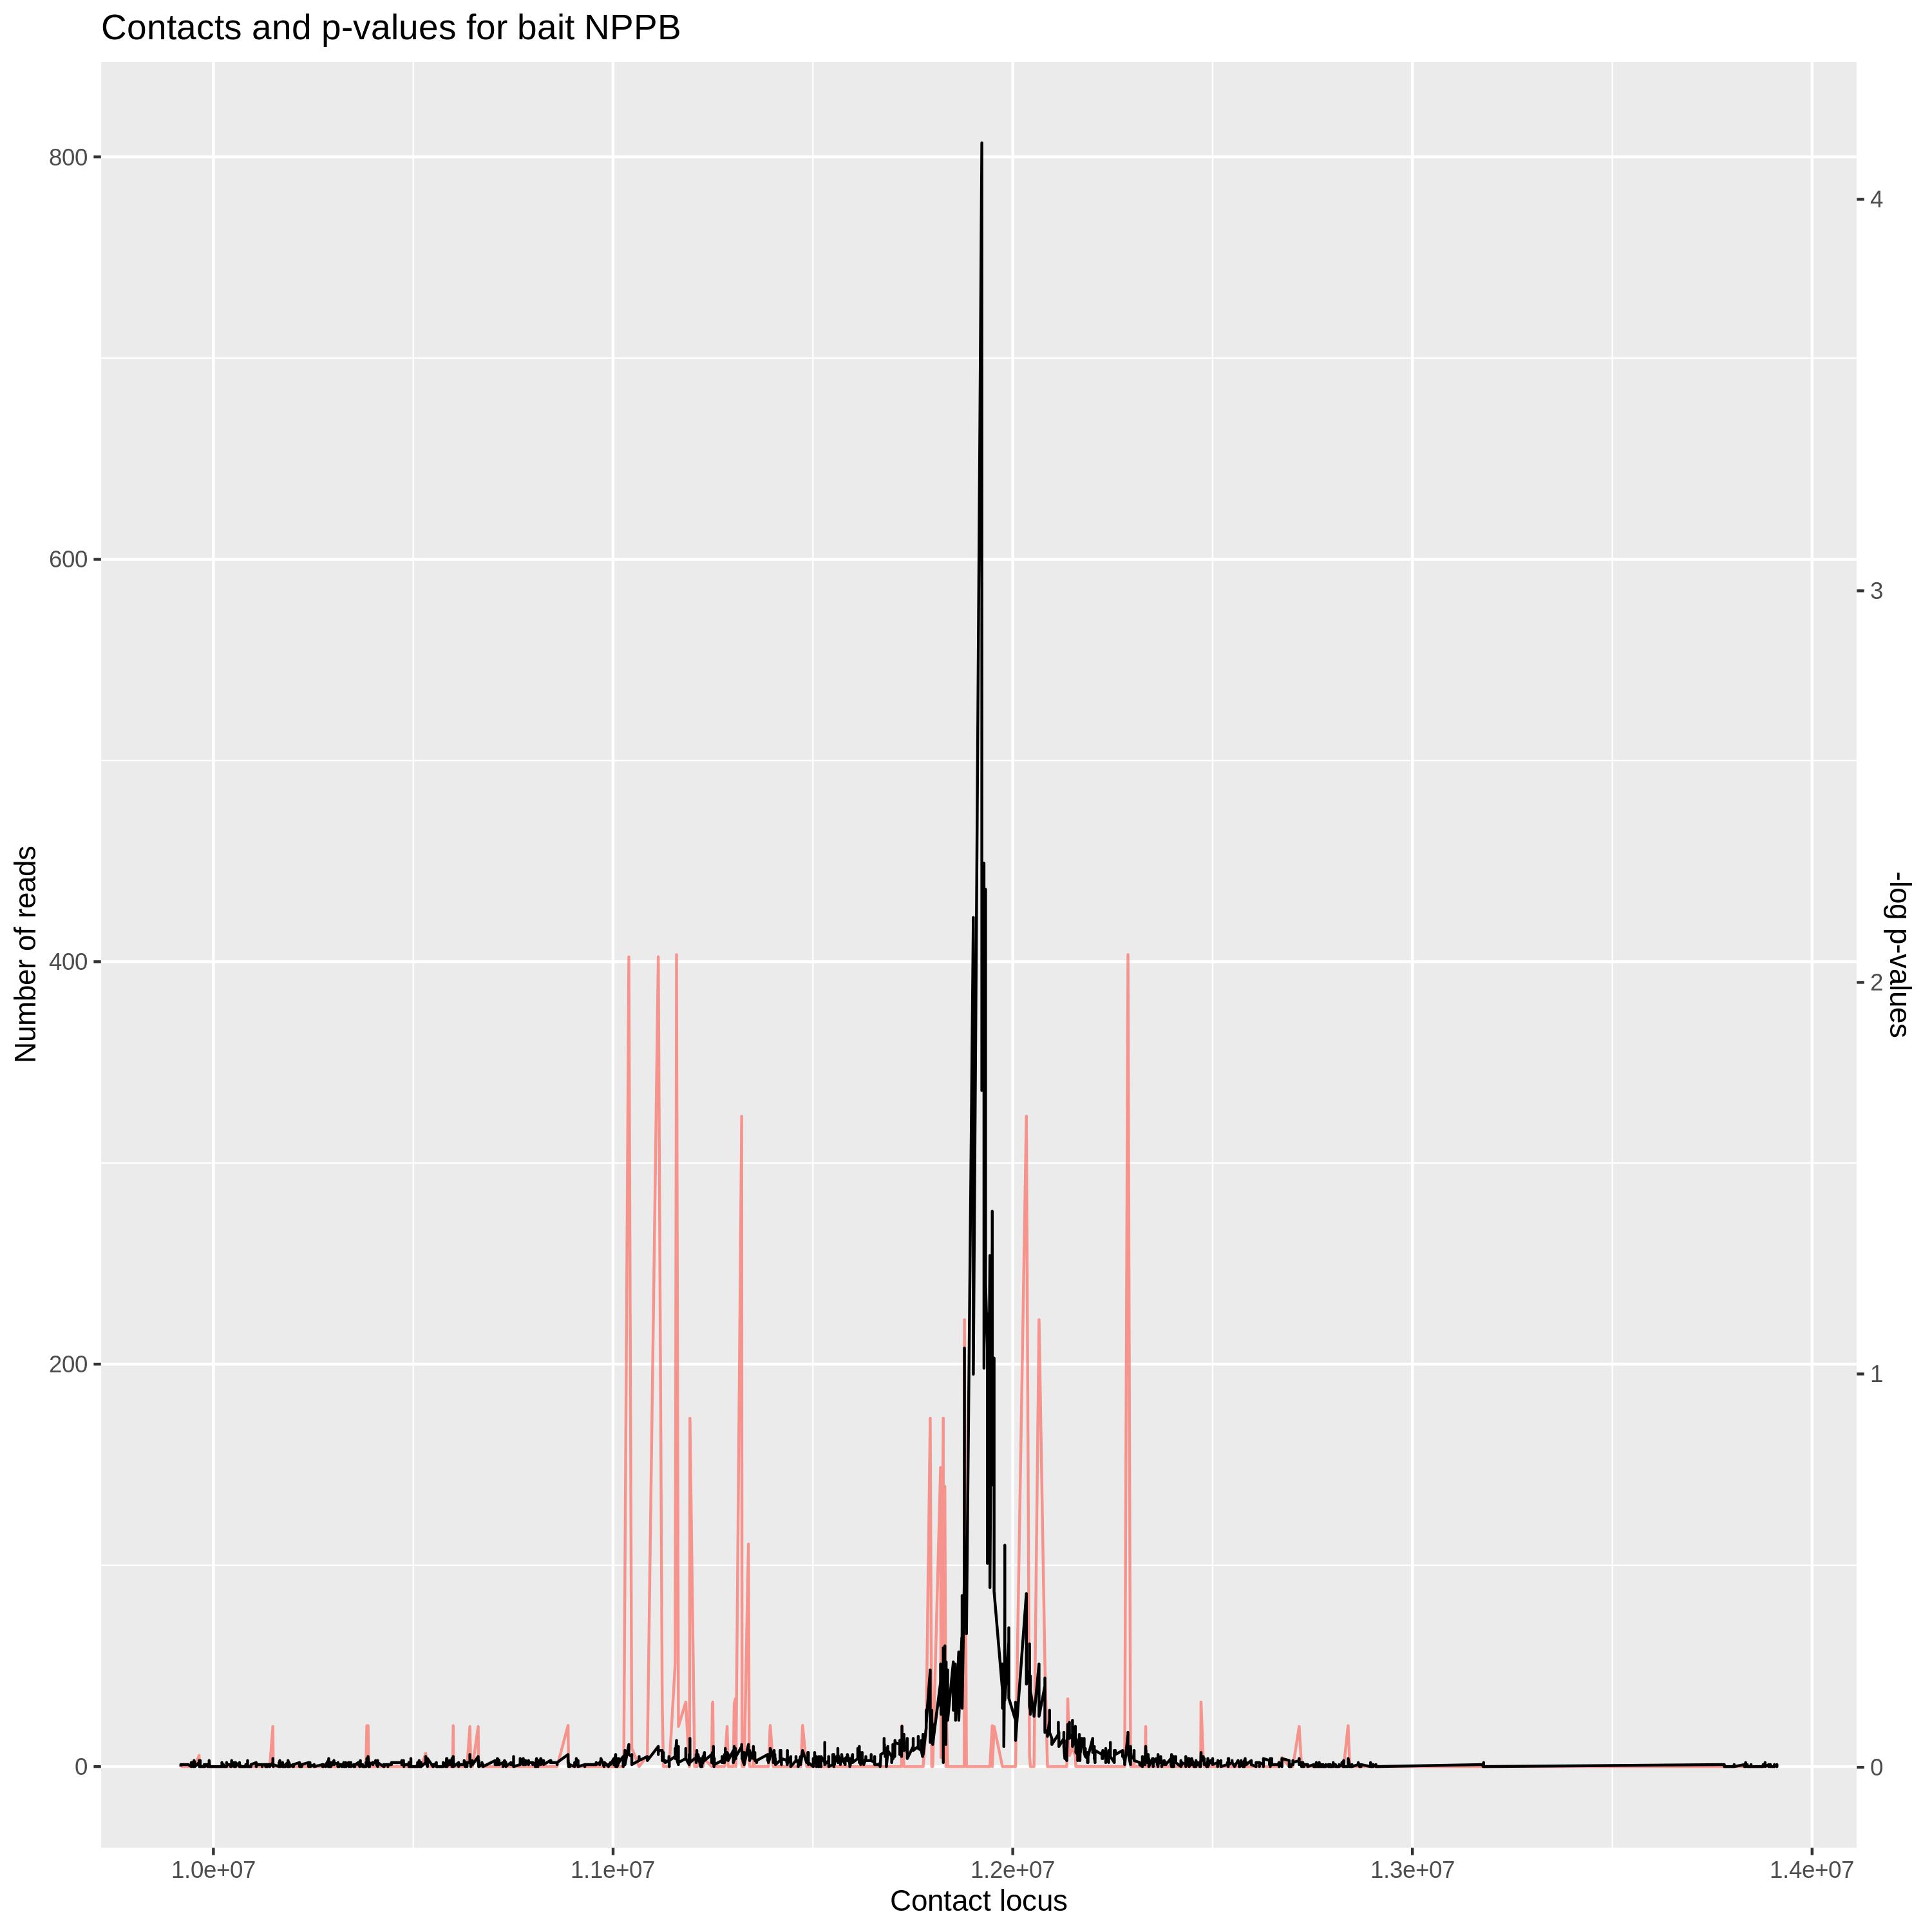 Contacts and p-values for bait NPPB
Number of reads
800
600
400
200
0
4
3
2
1
0
-log p-values
1.0e+07
1.1e+07
1.2e+07
1.3e+07
1.4e+07
Contact locus